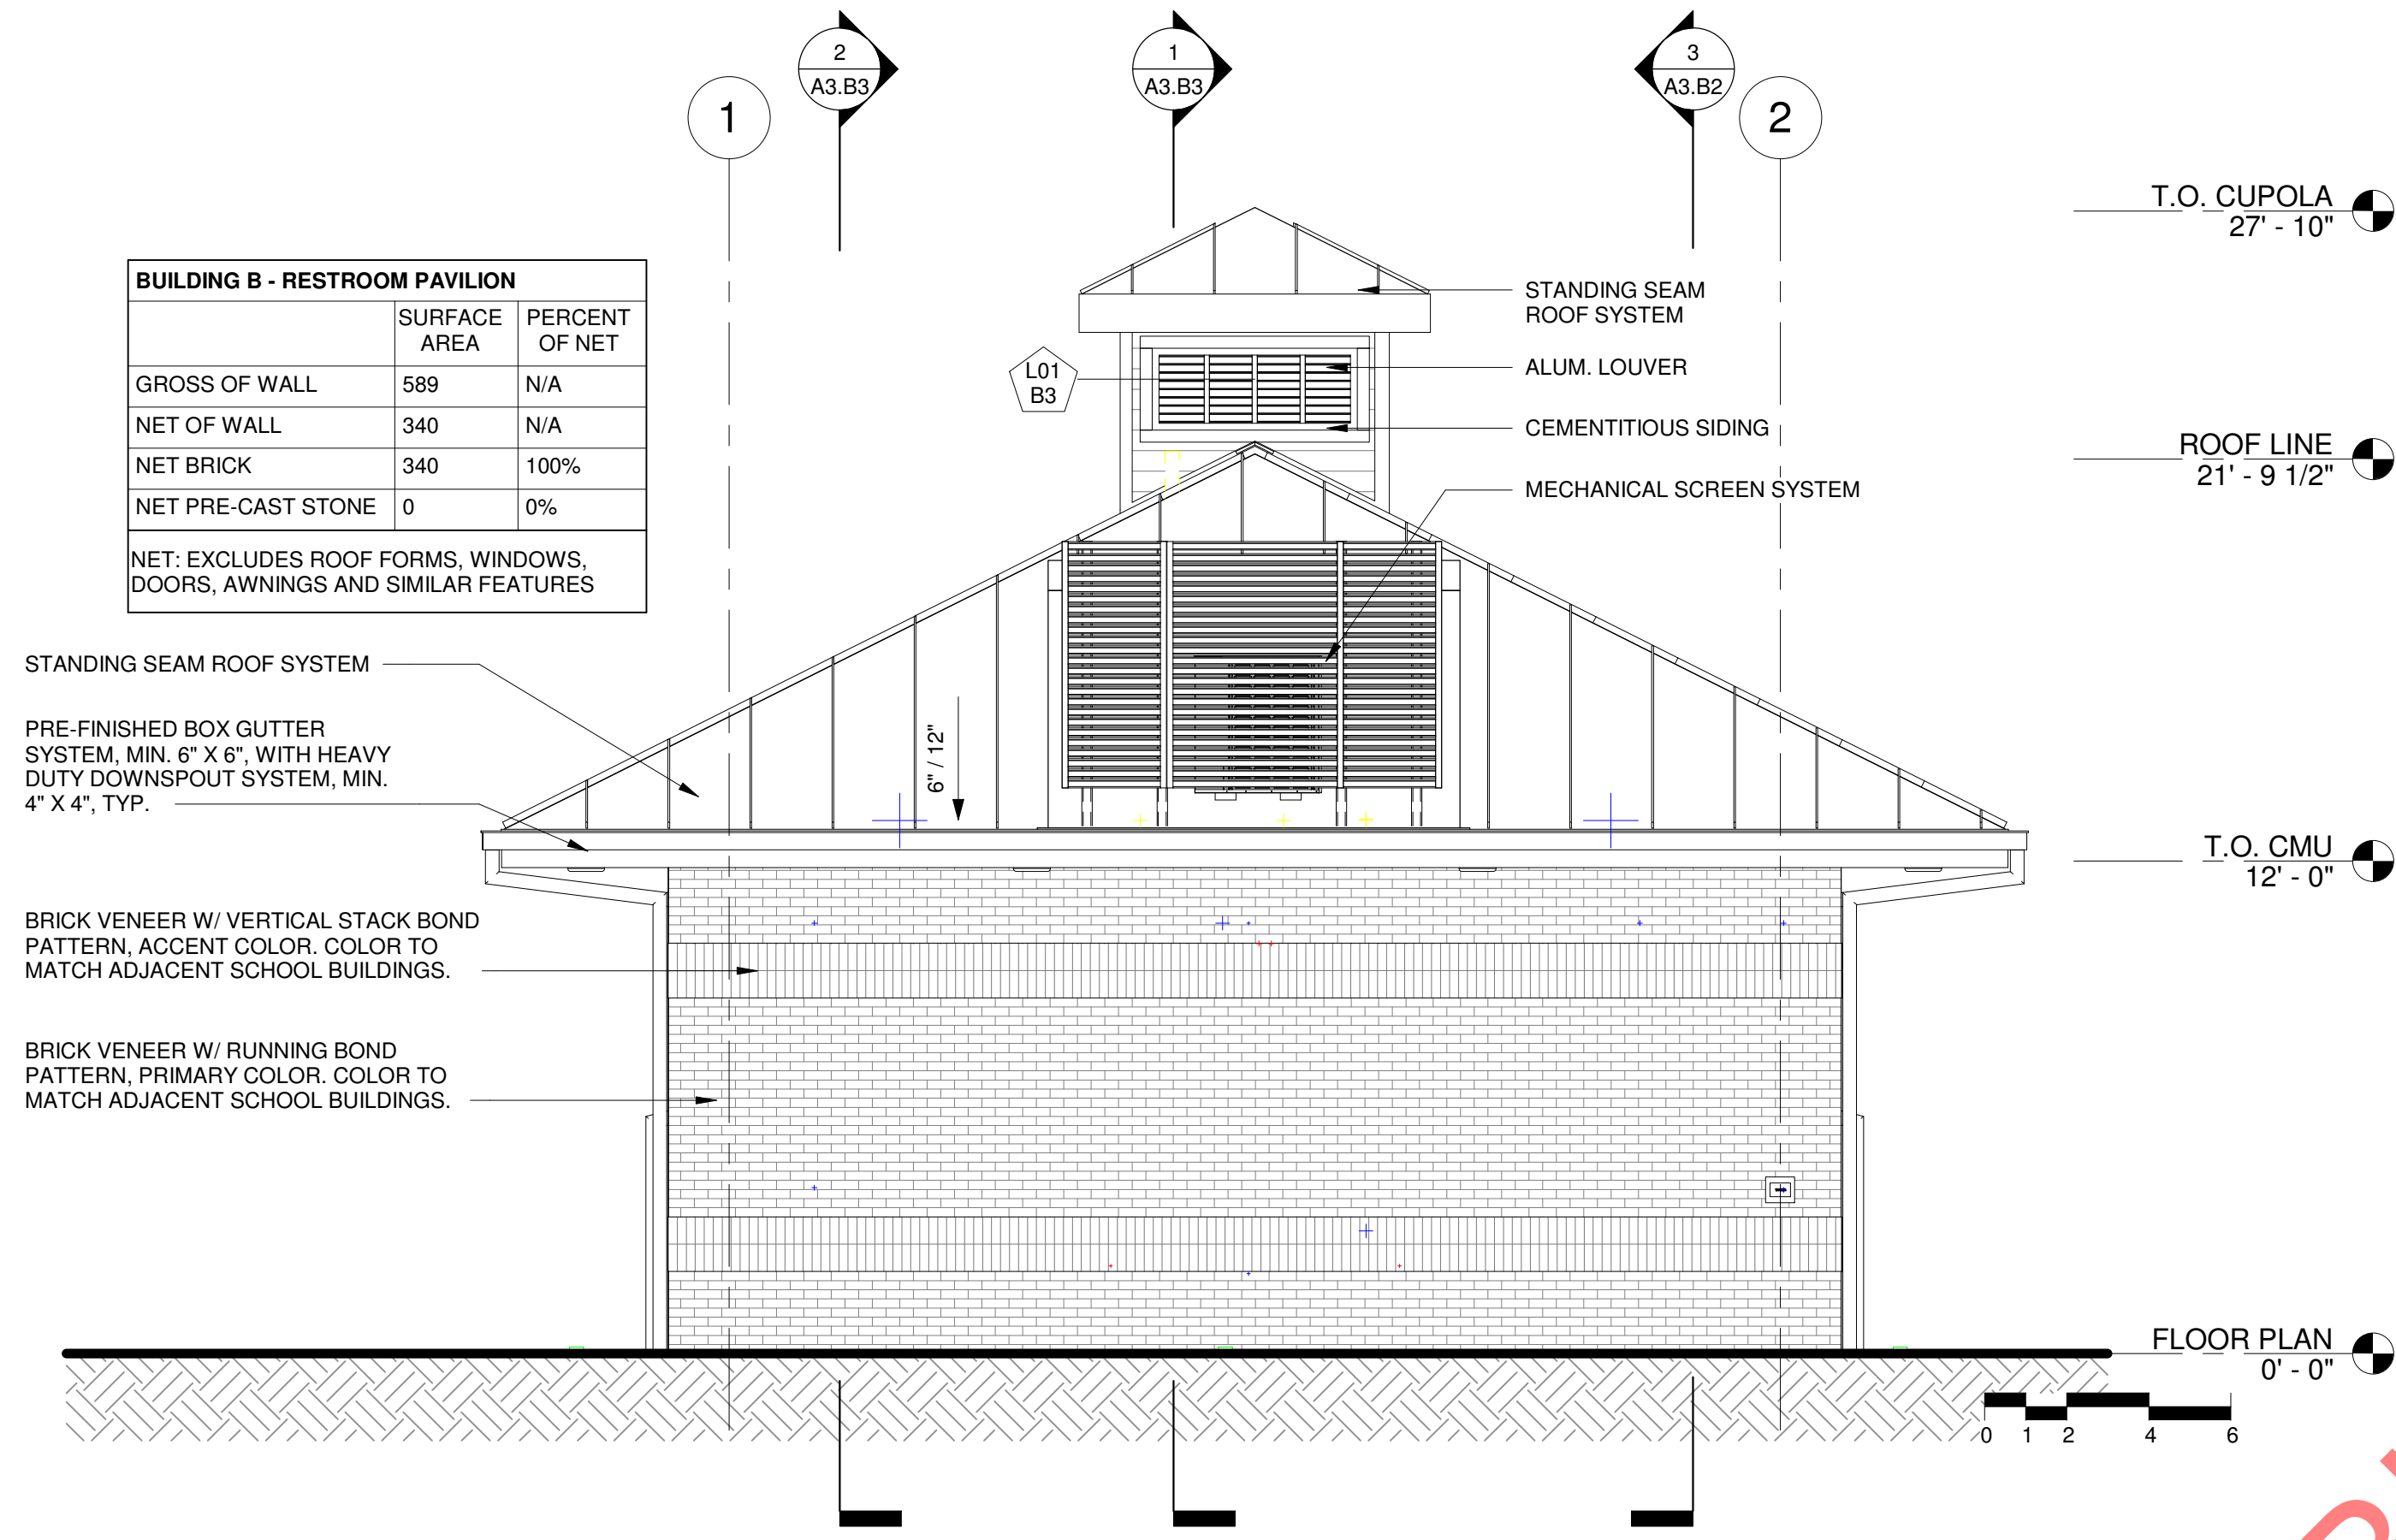 2
A3.B3
1
A3.B3
3
A3.B2
1
2
T.O. CUPOLA
27' - 10"
ROOF LINE
21' - 9 1/2"
T.O. CMU
12' - 0"
FLOOR PLAN
0' - 0"
BUILDING B - RESTROOM PAVILION
SURFACE AREA PERCENT OF NET
GROSS OF WALL 589 N/A
NET OF WALL 340 N/A
NET BRICK 340 100%
NET PRE-CAST STONE 0 0%
NET: EXCLUDES ROOF FORMS, WINDOWS,
DOORS, AWNINGS AND SIMILAR FEATURES
L01
B3
STANDING SEAM
ROOF SYSTEM
ALUM. LOUVER
CEMENTITIOUS SIDING
MECHANICAL SCREEN SYSTEM
STANDING SEAM ROOF SYSTEM
PRE-FINISHED BOX GUTTER
SYSTEM, MIN. 6" X 6", WITH HEAVY
DUTY DOWNSPOUT SYSTEM, MIN.
4" X 4", TYP.
6" / 12"
BRICK VENEER W/ VERTICAL STACK BOND
PATTERN, ACCENT COLOR. COLOR TO
MATCH ADJACENT SCHOOL BUILDINGS.
BRICK VENEER W/ RUNNING BOND
PATTERN, PRIMARY COLOR. COLOR TO
MATCH ADJACENT SCHOOL BUILDINGS.
0 1 2 4 6